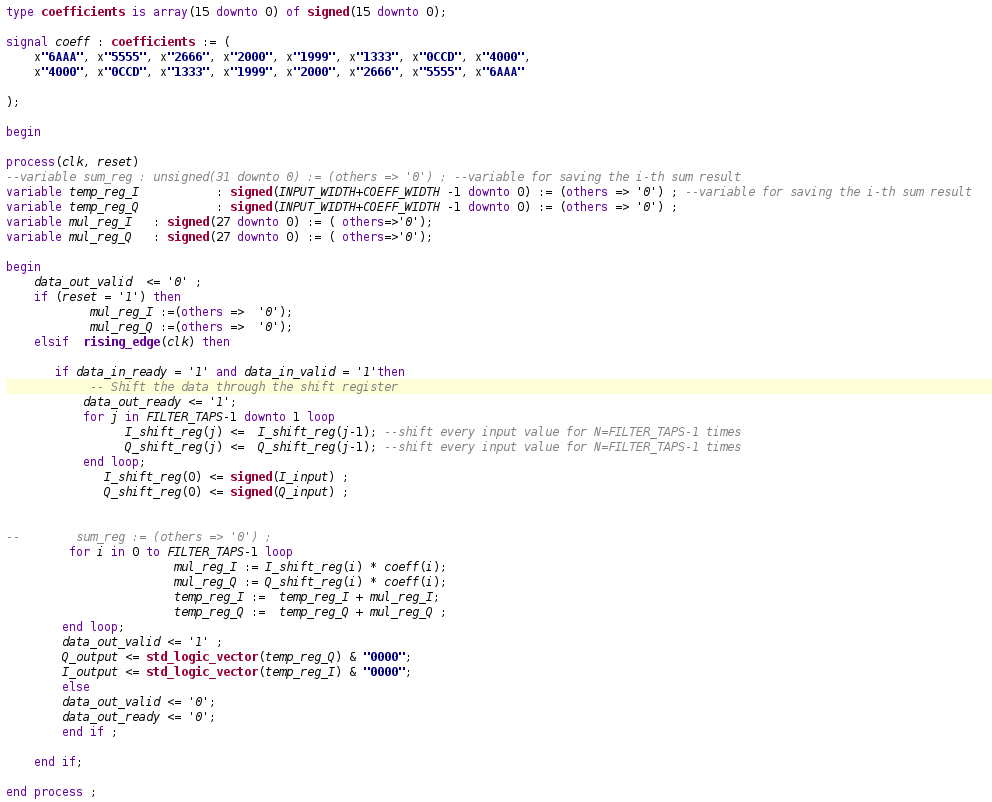 type coefficients is array(15 downto 0) of signed(15 downto 0);
signal coeff : coefficients := (
x"6AAA", x"5555", x"2666", x"2000", x"1999", x"1333", x"0CCD", x"4000",
x"4000", x"0CCD", x"1333", x"1999", x"2000", x"2666", x"5555", x"6AAA"
);
begin
process(clk, reset)
--variable sum_reg : unsigned(31 downto 0) := (others => '0') ; --variable for saving the i-th sum result
variable temp_reg_I : signed(INPUT_WIDTH+COEFF_WIDTH -1 downto 0) := (others => '0') ; --variable for saving the i-th sum result
variable temp_reg_Q : signed(INPUT_WIDTH+COEFF_WIDTH -1 downto 0) := (others => '0') ;
variable mul_reg_I : signed(27 downto 0) := ( others=>'0');
variable mul_reg_Q : signed(27 downto 0) := ( others=>'0');
begin
data_out_valid <= '0' ;
if (reset = '1') then
mul_reg_I :=(others => '0');
mul_reg_Q :=(others => '0');
elsif rising_edge(clk) then
if data_in_ready = '1' and data_in_valid = '1'then
-- Shift the data through the shift register
data_out_ready <= '1';
for j in FILTER_TAPS-1 downto 1 loop
I_shift_reg(j) <= I_shift_reg(j-1); --shift every input value for N=FILTER_TAPS-1 times
Q_shift_reg(j) <= Q_shift_reg(j-1); --shift every input value for N=FILTER_TAPS-1 times
end loop;
I_shift_reg(0) <= signed(I_input) ;
Q_shift_reg(0) <= signed(Q_input) ;
-- sum_reg := (others => '0') ;
for i in 0 to FILTER_TAPS-1 loop
mul_reg_I := I_shift_reg(i) * coeff(i);
mul_reg_Q := Q_shift_reg(i) * coeff(i);
temp_reg_I := temp_reg_I + mul_reg_I;
temp_reg_Q := temp_reg_Q + mul_reg_Q ;
end loop;
data_out_valid <= '1' ;
Q_output <= std_logic_vector(temp_reg_Q) & "0000";
I_output <= std_logic_vector(temp_reg_I) & "0000";
else
data_out_valid <= '0';
data_out_ready <= '0';
end if ;
end if;
end process ;